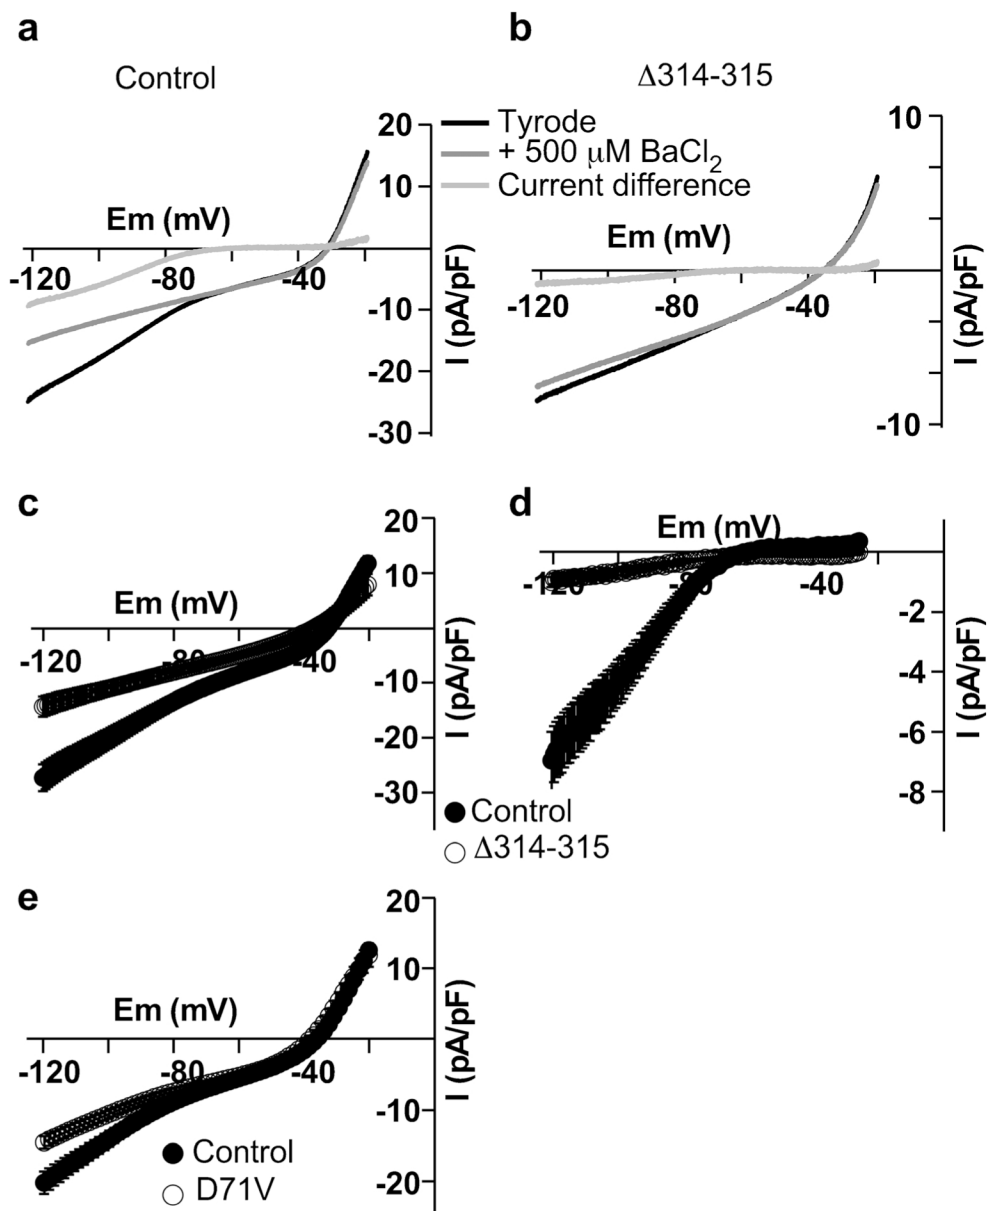 a
b
Control
Δ314-315
Tyrode
+ 500 μM BaCl2
Current difference
20
10
-10
-20
-30
Em (mV)
-120
-80
-40
I (pA/pF)
10
-10
Em (mV)
-120
-80
-40
I (pA/pF)
c
d
20
10
-10
-20
-30
Em (mV)
-120
-80
-40
I (pA/pF)
Em (mV)
-120
-80
-40
-2
-4
-6
-8
I (pA/pF)
Control
Δ314-315
e
20
10
-10
-20
Em (mV)
-120
-80
-40
I (pA/pF)
Control
D71V